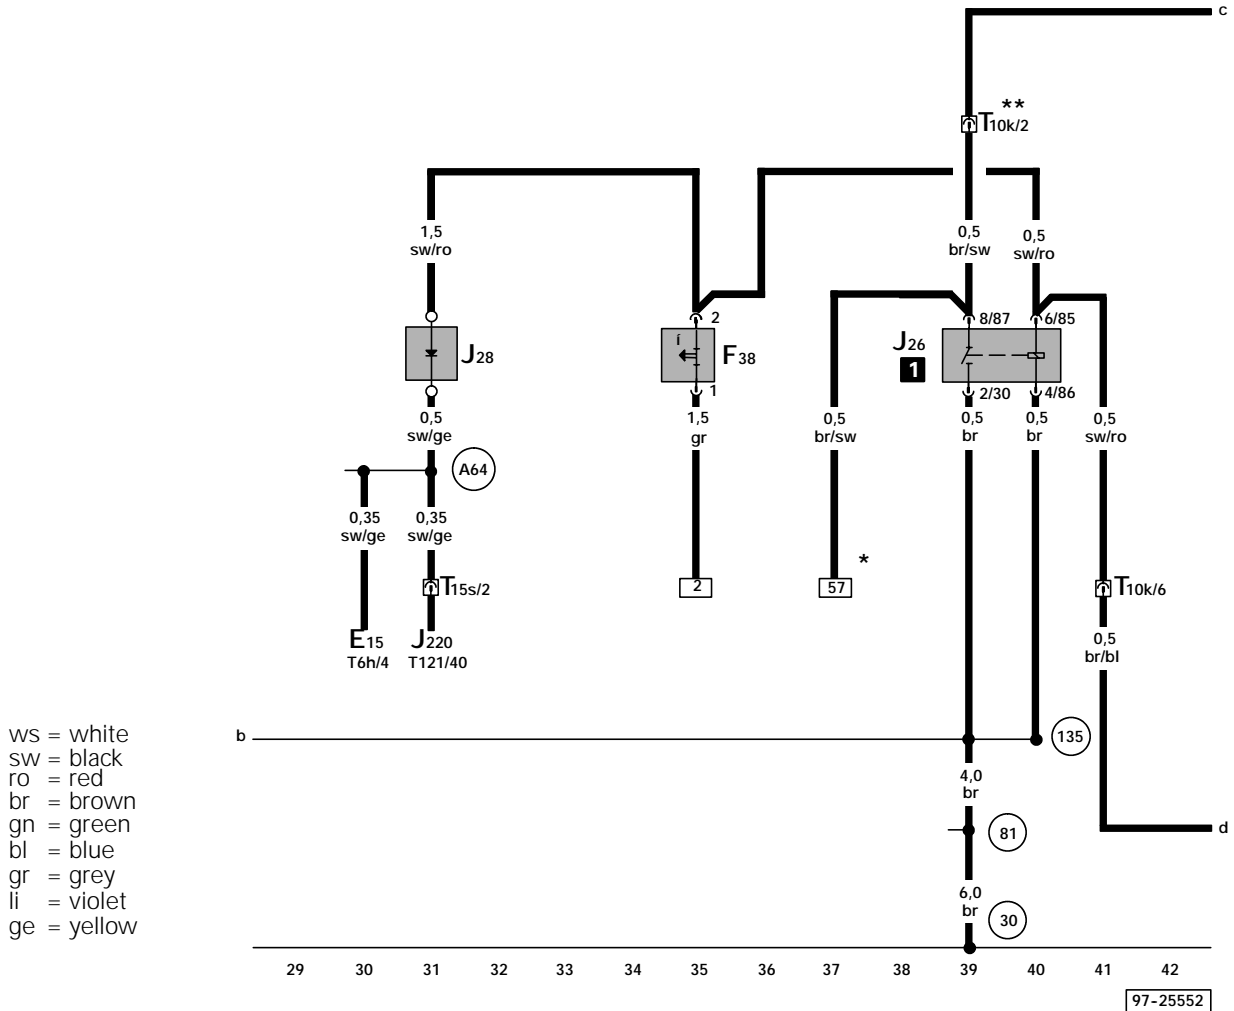 c
**
T10k/2
1,5
sw/ro
0,5
br/sw
0,5
sw/ro
2
8/87
6/85
í
J28
F38
J26
1
1
2/30
4/86
0,5
sw/ge
1,5
gr
0,5
br/sw
0,5
br
0,5
br
0,5
sw/ro
A64
0,35
sw/ge
0,35
sw/ge
*
T15s/2
2
57
T10k/6
E15
T6h/4
J220
T121/40
0,5
br/bl
ws = white
sw = black
ro = red
br = brown
gn = green
bl = blue
gr = grey
li = violet
ge = yellow
b
135
4,0
br
81
d
6,0
br
30
29 30 31 32 33 34 35 36 37 38 39 40 41 42
97-25552